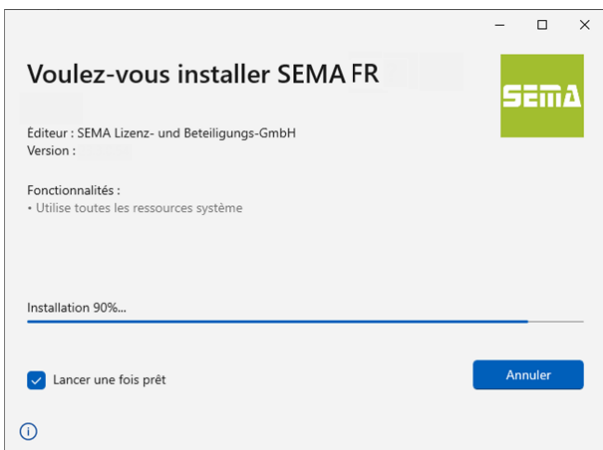 Voulez-vous installer SEMA FR
SEMA
Éditeur : SEMA Lizenz- und Beteiligungs-GmbH
Version :
Fonctionnalités :
• Utilise toutes les ressources système
Installation 90%...
Lancer une fois prêt
Annuler